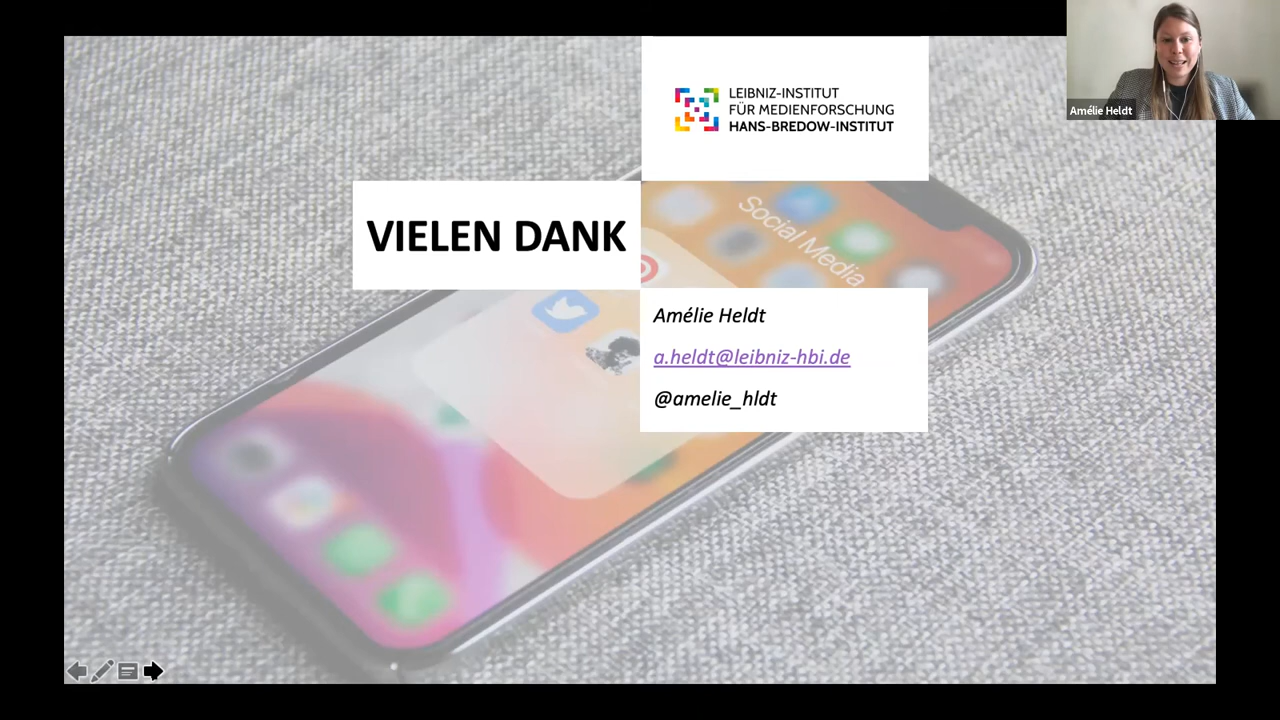 LEIBNIZ-INSTITUT
FÜR MEDIENFORSCHUNG
HANS-BREDOW-INSTITUT
Amélie Heldt
VIELEN DANK
Social Media
Amélie Heldt
a.heldt@leibniz-hbi.de
@amelie_hldt